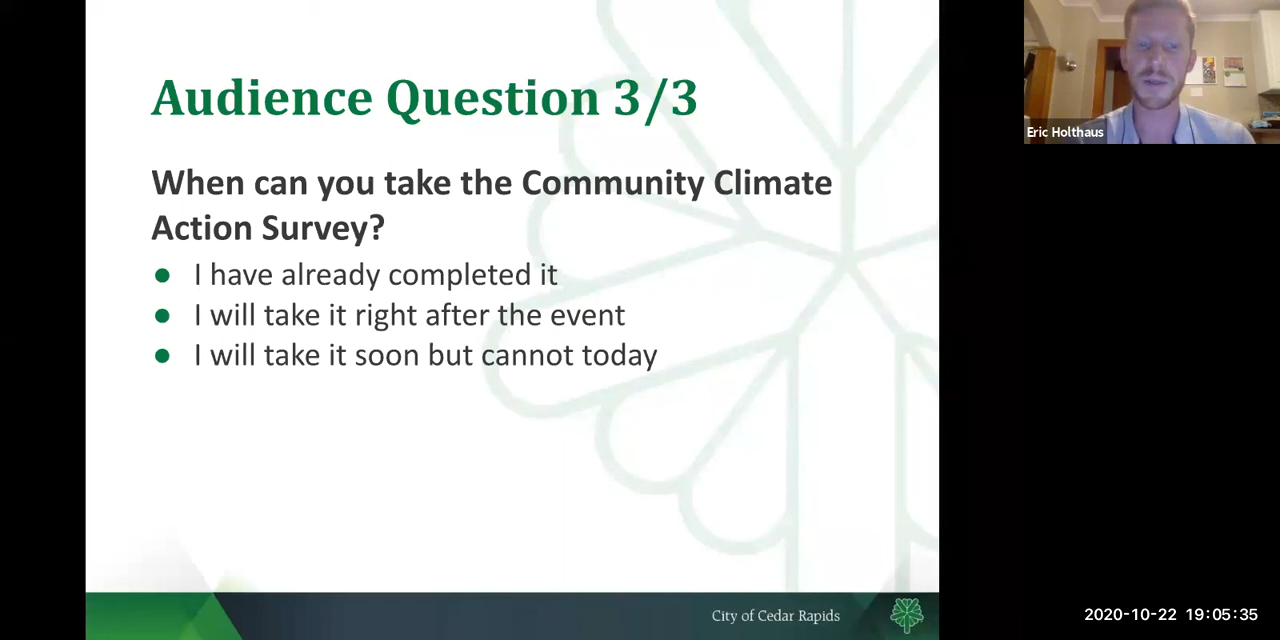 Audience Question 3/3
When can you take the Community Climate
Action Survey?
● I have already completed it
● I will take it right after the event
● I will take it soon but cannot today
Eric Holthaus
City of Cedar Rapids
2020-10-22 19:05:35